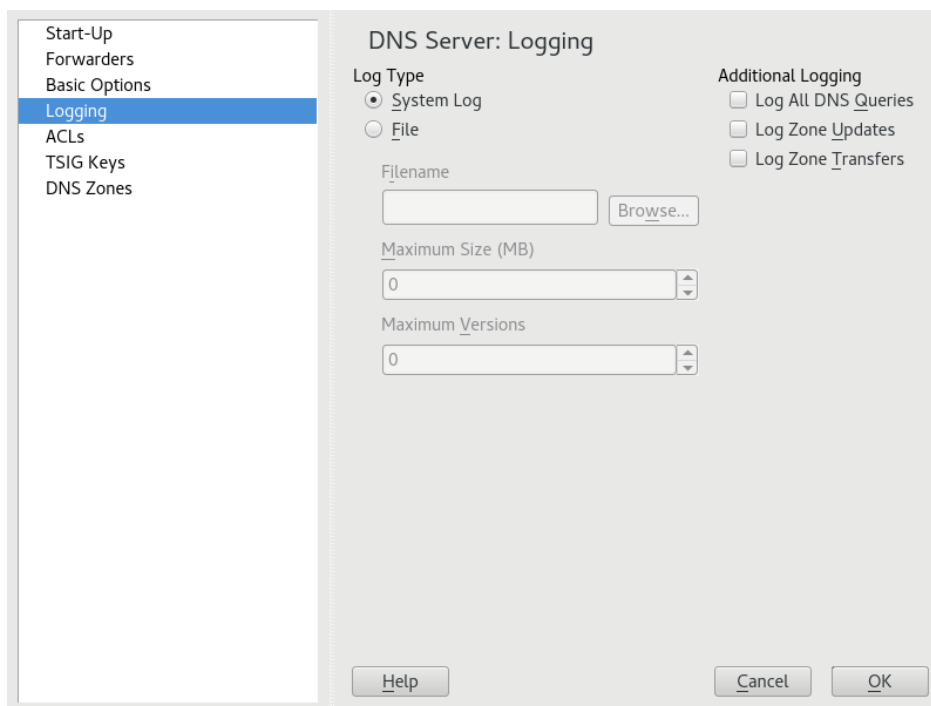 Start-Up
Forwarders
Basic Options
Logging
ACLs
TSIG Keys
DNS Zones
DNS Server: Logging
Log Type
System Log
File
Filename
Browse...
Maximum Size (MB)
0
Maximum Versions
0
Additional Logging
Log All DNS Queries
Log Zone Updates
Log Zone Transfers
Help
Cancel
OK